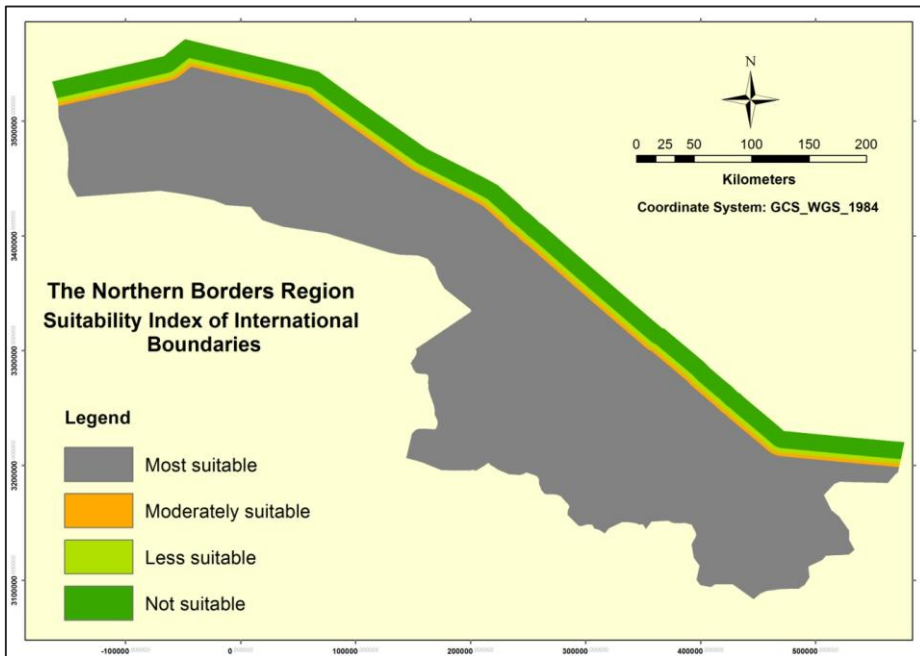 N
0 25 50 100 150 200
Kilometers
Coordinate System: GCS_WGS_1984
The Northern Borders Region
Suitability Index of International
Boundaries
Legend
Most suitable
Moderately suitable
Less suitable
Not suitable
3500000
3400000
3300000
3200000
3100000
-100000 0 100000 200000 300000 400000 500000